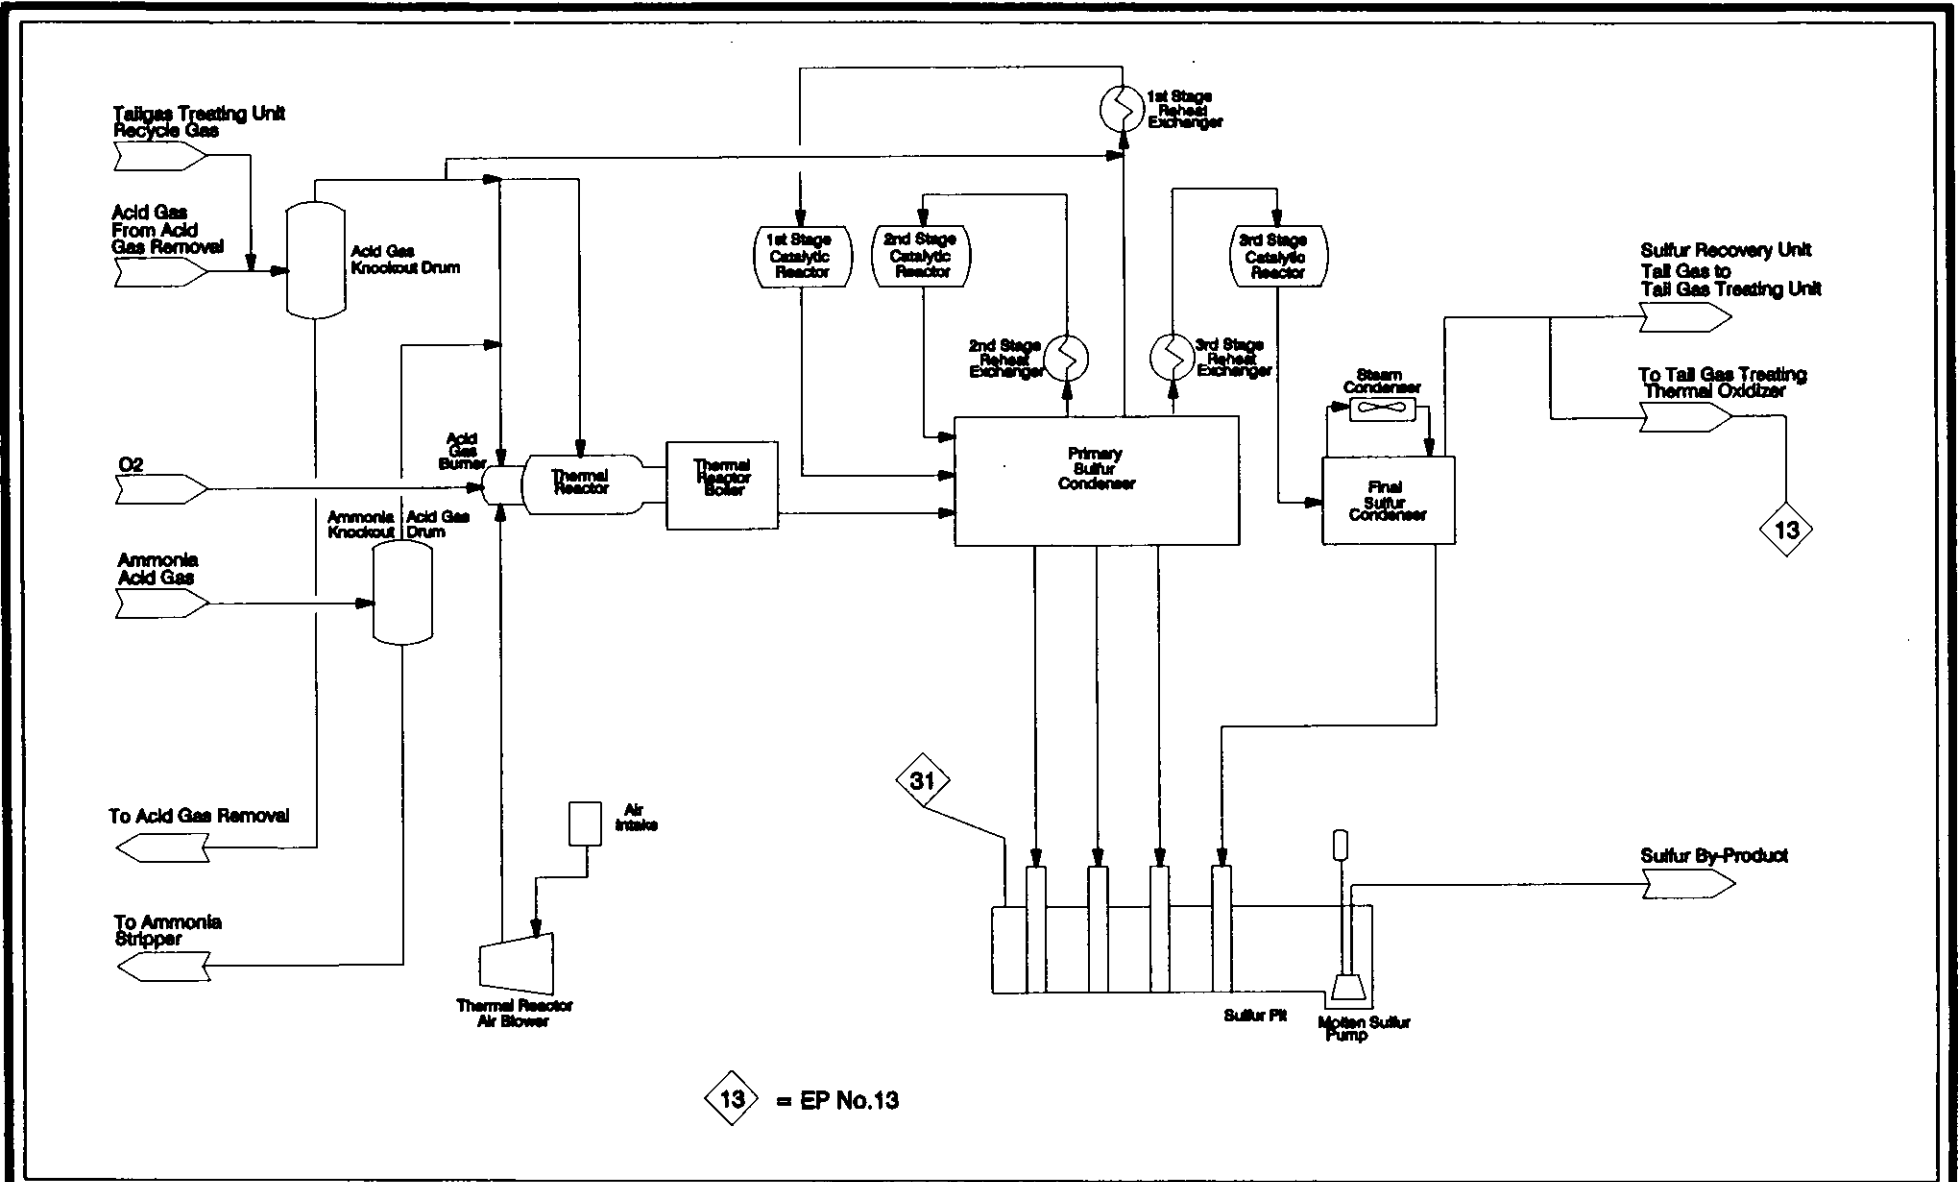 1st Stage
Reheat
Exchanger
Tailgas Treating Unit
Recycle Gas
Acid Gas
From Acid
Gas Removal
Acid Gas
Knockout Drum
1st Stage
Catalytic
Reactor
2nd Stage
Catalytic
Reactor
3rd Stage
Catalytic
Reactor
Sulfur Recovery Unit
Tail Gas to
Tail Gas Treating Unit
2nd Stage
Reheat
Exchanger
3rd Stage
Reheat
Exchanger
Steam
Condenser
To Tail Gas Treating
Thermal Oxidizer
Acid
Gas
Burner
O2
Thermal
Reactor
Thermal
Reactor
Boiler
Primary
Sulfur
Condenser
Final
Sulfur
Condenser
13
Ammonia Acid Gas
Knockout Drum
Ammonia
Acid Gas
31
To Acid Gas Removal
Air
Intake
Sulfur By-Product
To Ammonia
Stripper
Thermal Reactor
Air Blower
Sulfur Pit
Molten Sulfur
Pump
13 = EP No.13